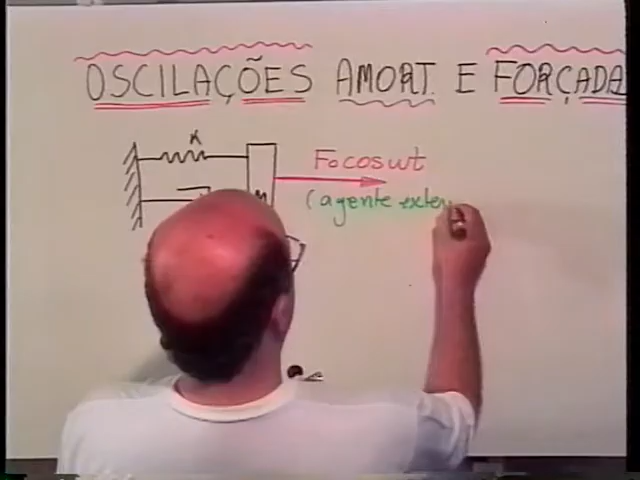 OSCILAÇÕES AMORT. E FORÇADA
K
Focoswt
m
(agente exter